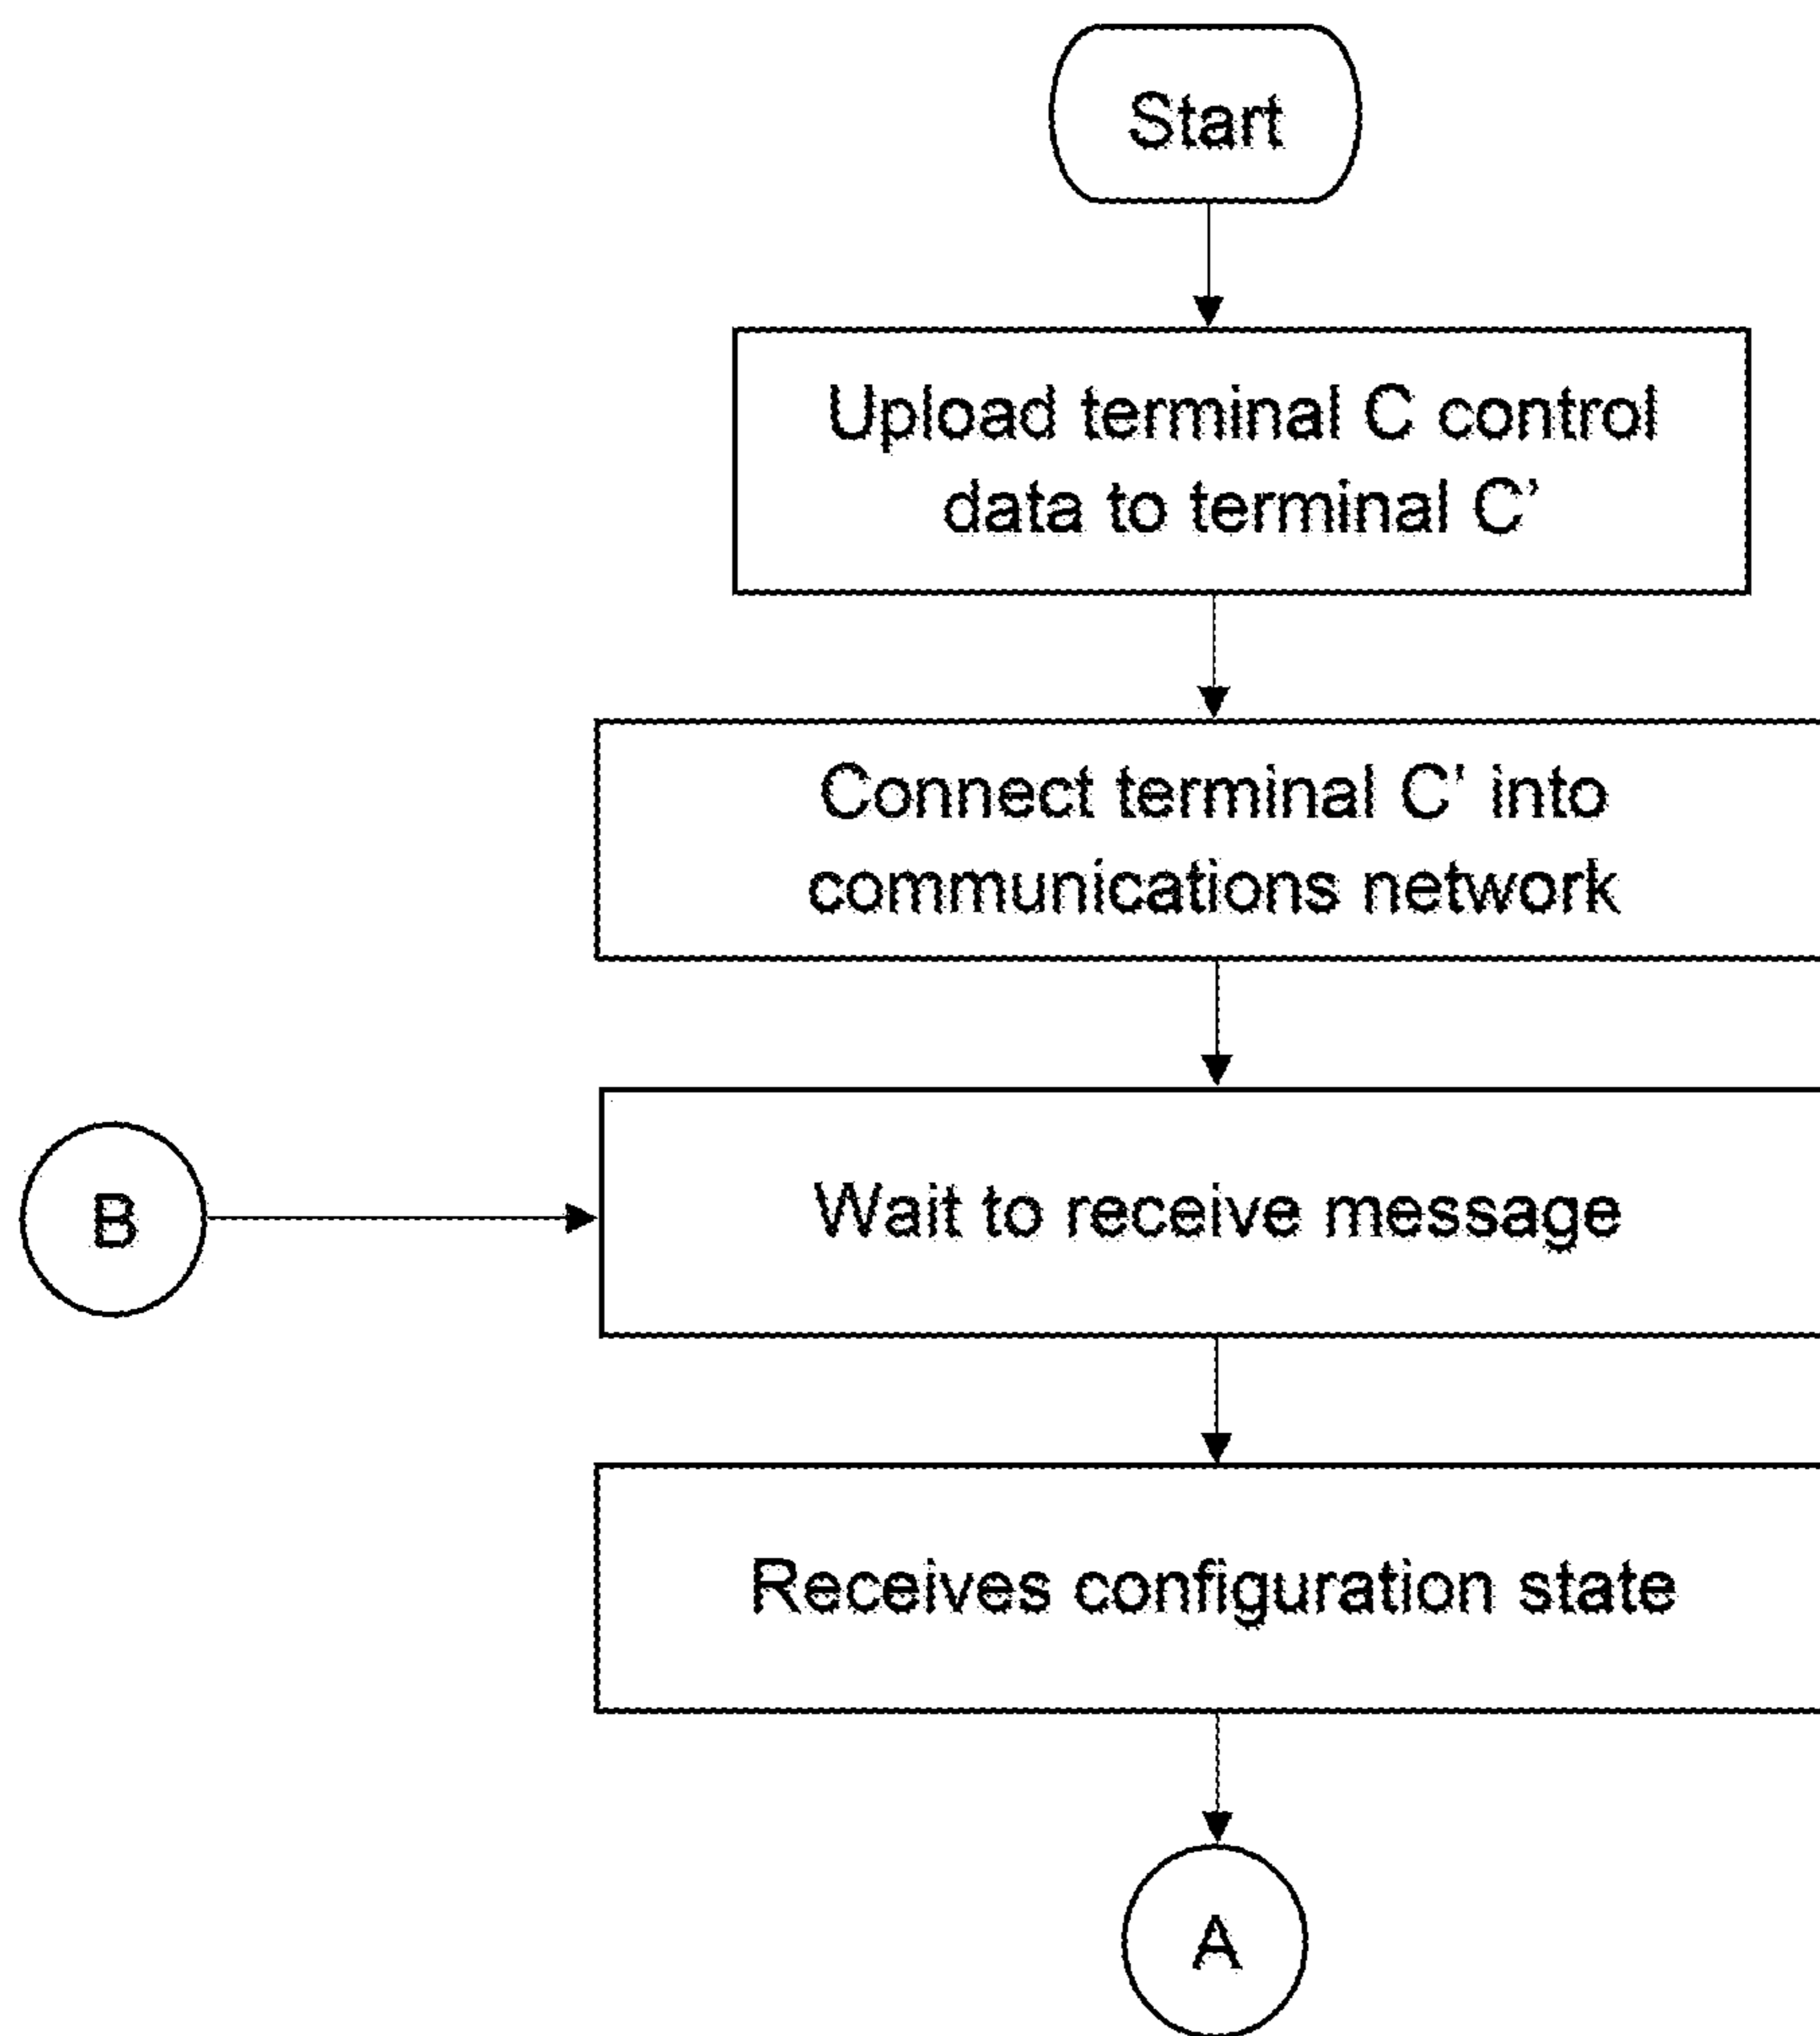 Start
Upload terminal C control
data to terminal C'
Connect terminal C' into
communications network
B
Wait to receive message
Receives configuration state
A